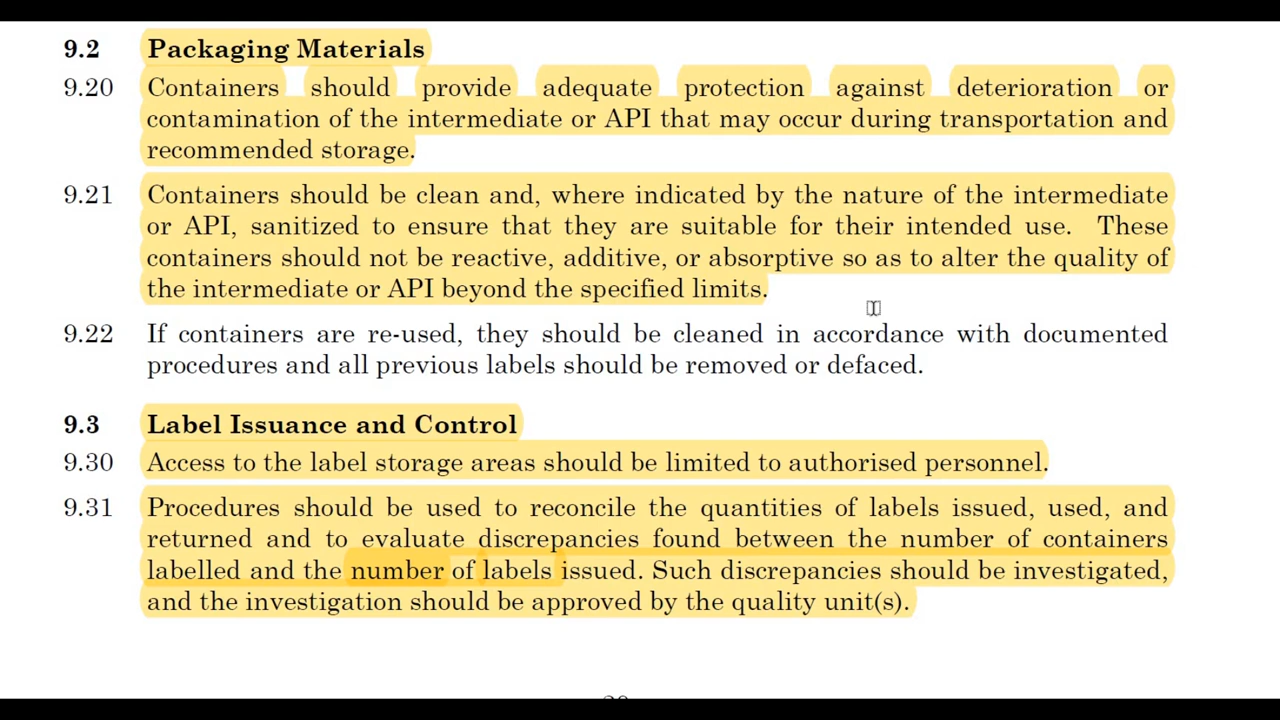 9.2 Packaging Materials
9.20 Containers should provide adequate protection against deterioration or
contamination of the intermediate or API that may occur during transportation and
recommended storage.
9.21 Containers should be clean and, where indicated by the nature of the intermediate
or API, sanitized to ensure that they are suitable for their intended use. These
containers should not be reactive, additive, or absorptive so as to alter the quality of
the intermediate or API beyond the specified limits.
9.22 If containers are re-used, they should be cleaned in accordance with documented
procedures and all previous labels should be removed or defaced.
9.3 Label Issuance and Control
9.30 Access to the label storage areas should be limited to authorised personnel.
9.31 Procedures should be used to reconcile the quantities of labels issued, used, and
returned and to evaluate discrepancies found between the number of containers
labelled and the number of labels issued. Such discrepancies should be investigated,
and the investigation should be approved by the quality unit(s).